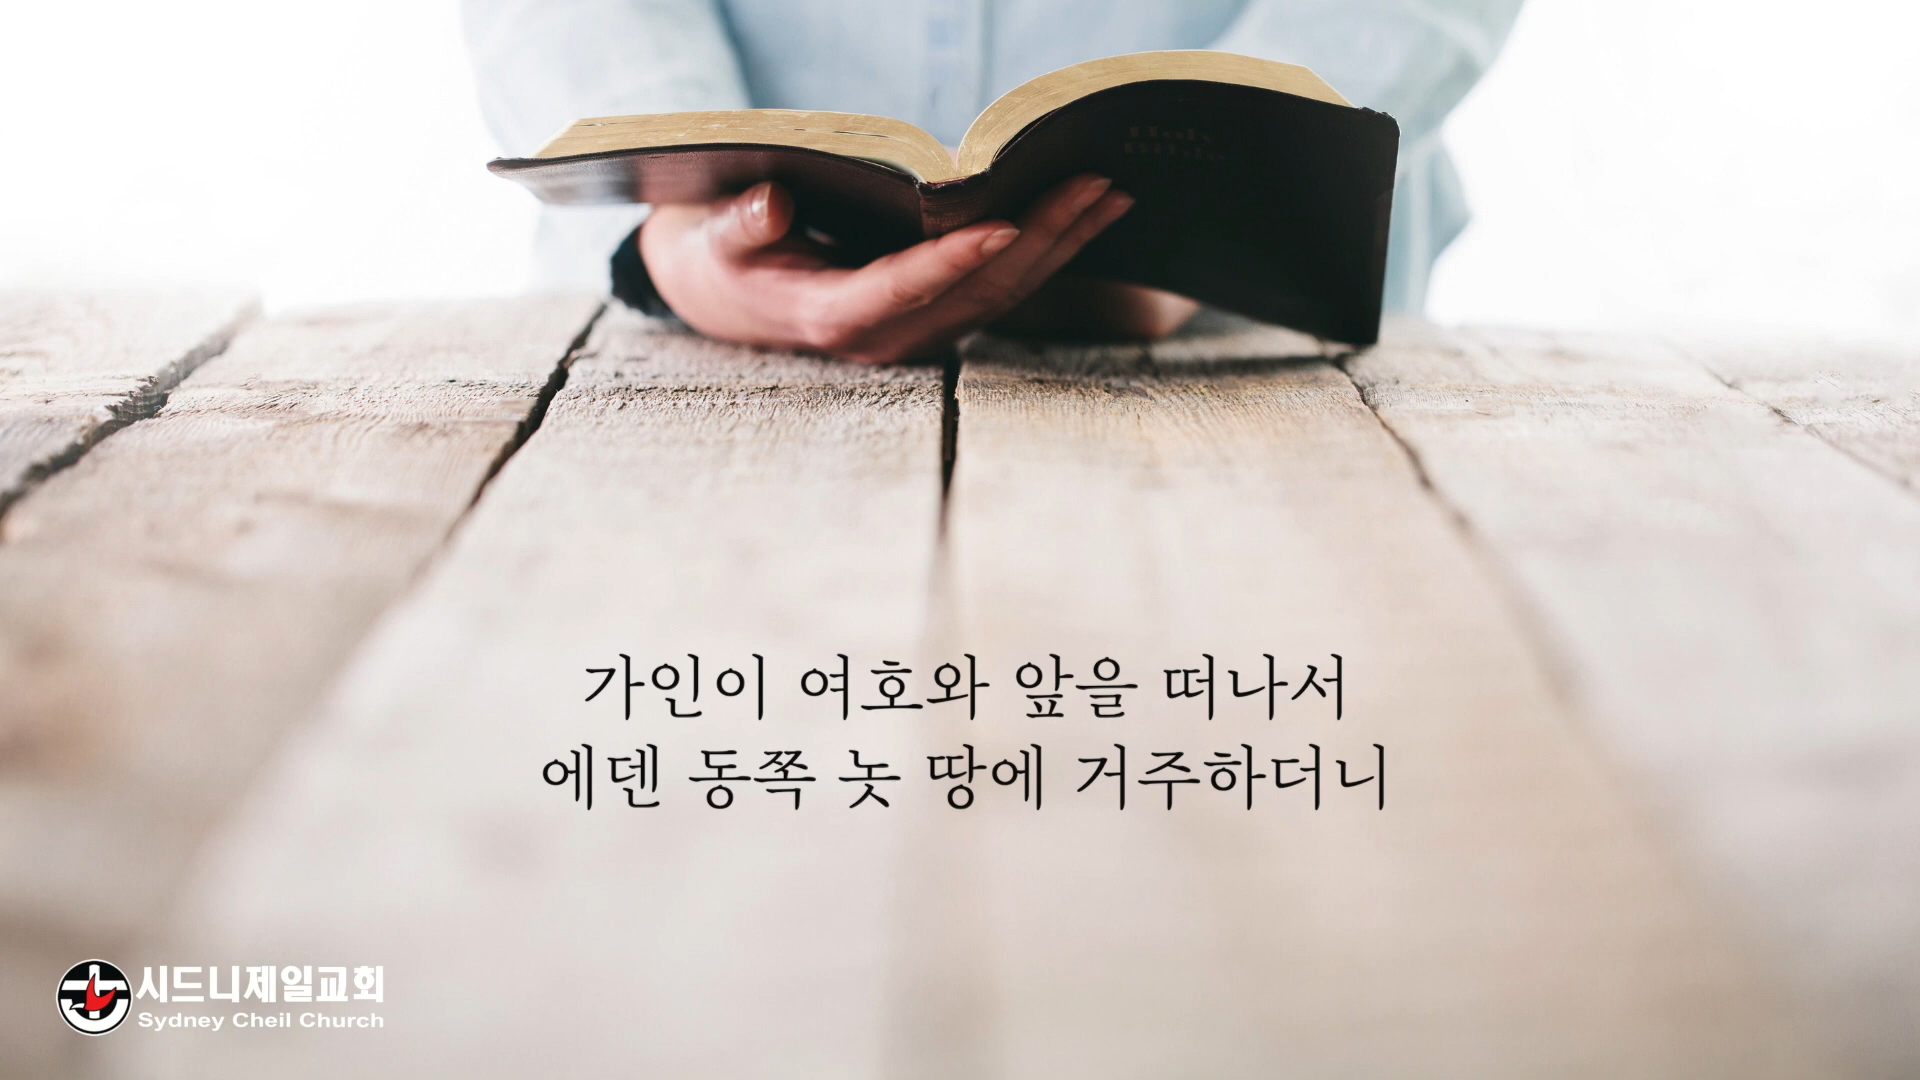 가인이 여호와 앞을 떠나서
에덴 동쪽 놋 땅에 거주하더니
시드니제일교회
Sydney Cheil Church